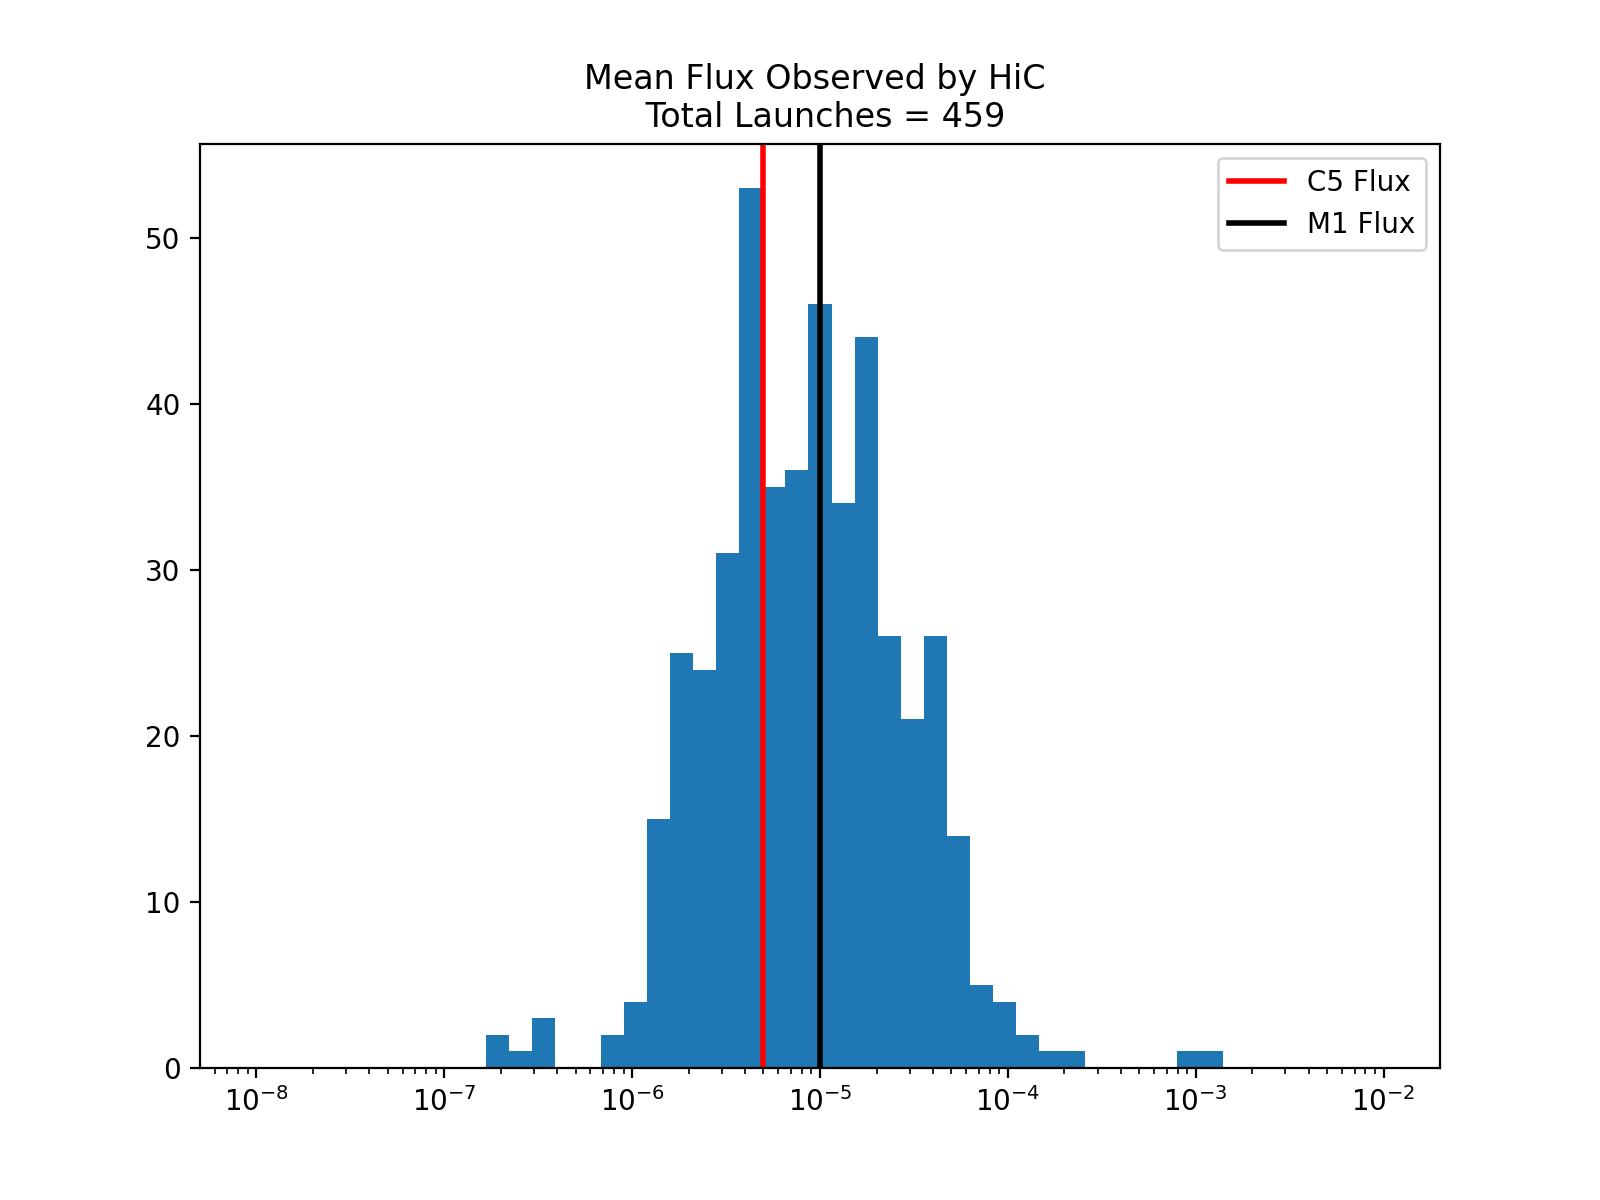 Mean Flux Observed by HiC
Total Launches = 459
C5 Flux
M1 Flux
50
40
30
20
10
0
10⁻⁸ 10⁻⁷ 10⁻⁶ 10⁻⁵ 10⁻⁴ 10⁻³ 10⁻²